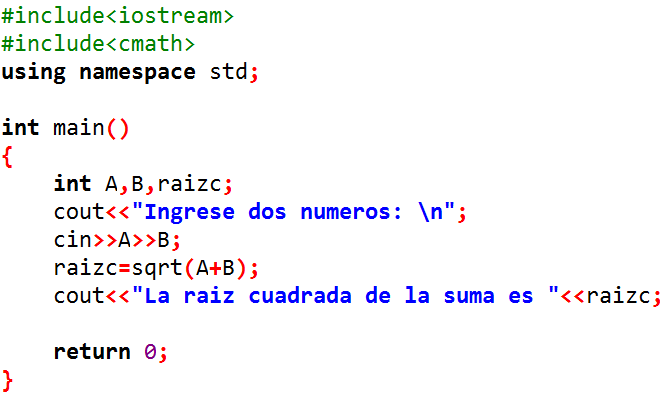 #include<iostream>
#include<cmath>
using namespace std;
int main()
{
int A,B,raizc;
cout<<"Ingrese dos numeros: \n";
cin>>A>>B;
raizc=sqrt(A+B);
cout<<"La raiz cuadrada de la suma es "<<raizc;
return 0;
}